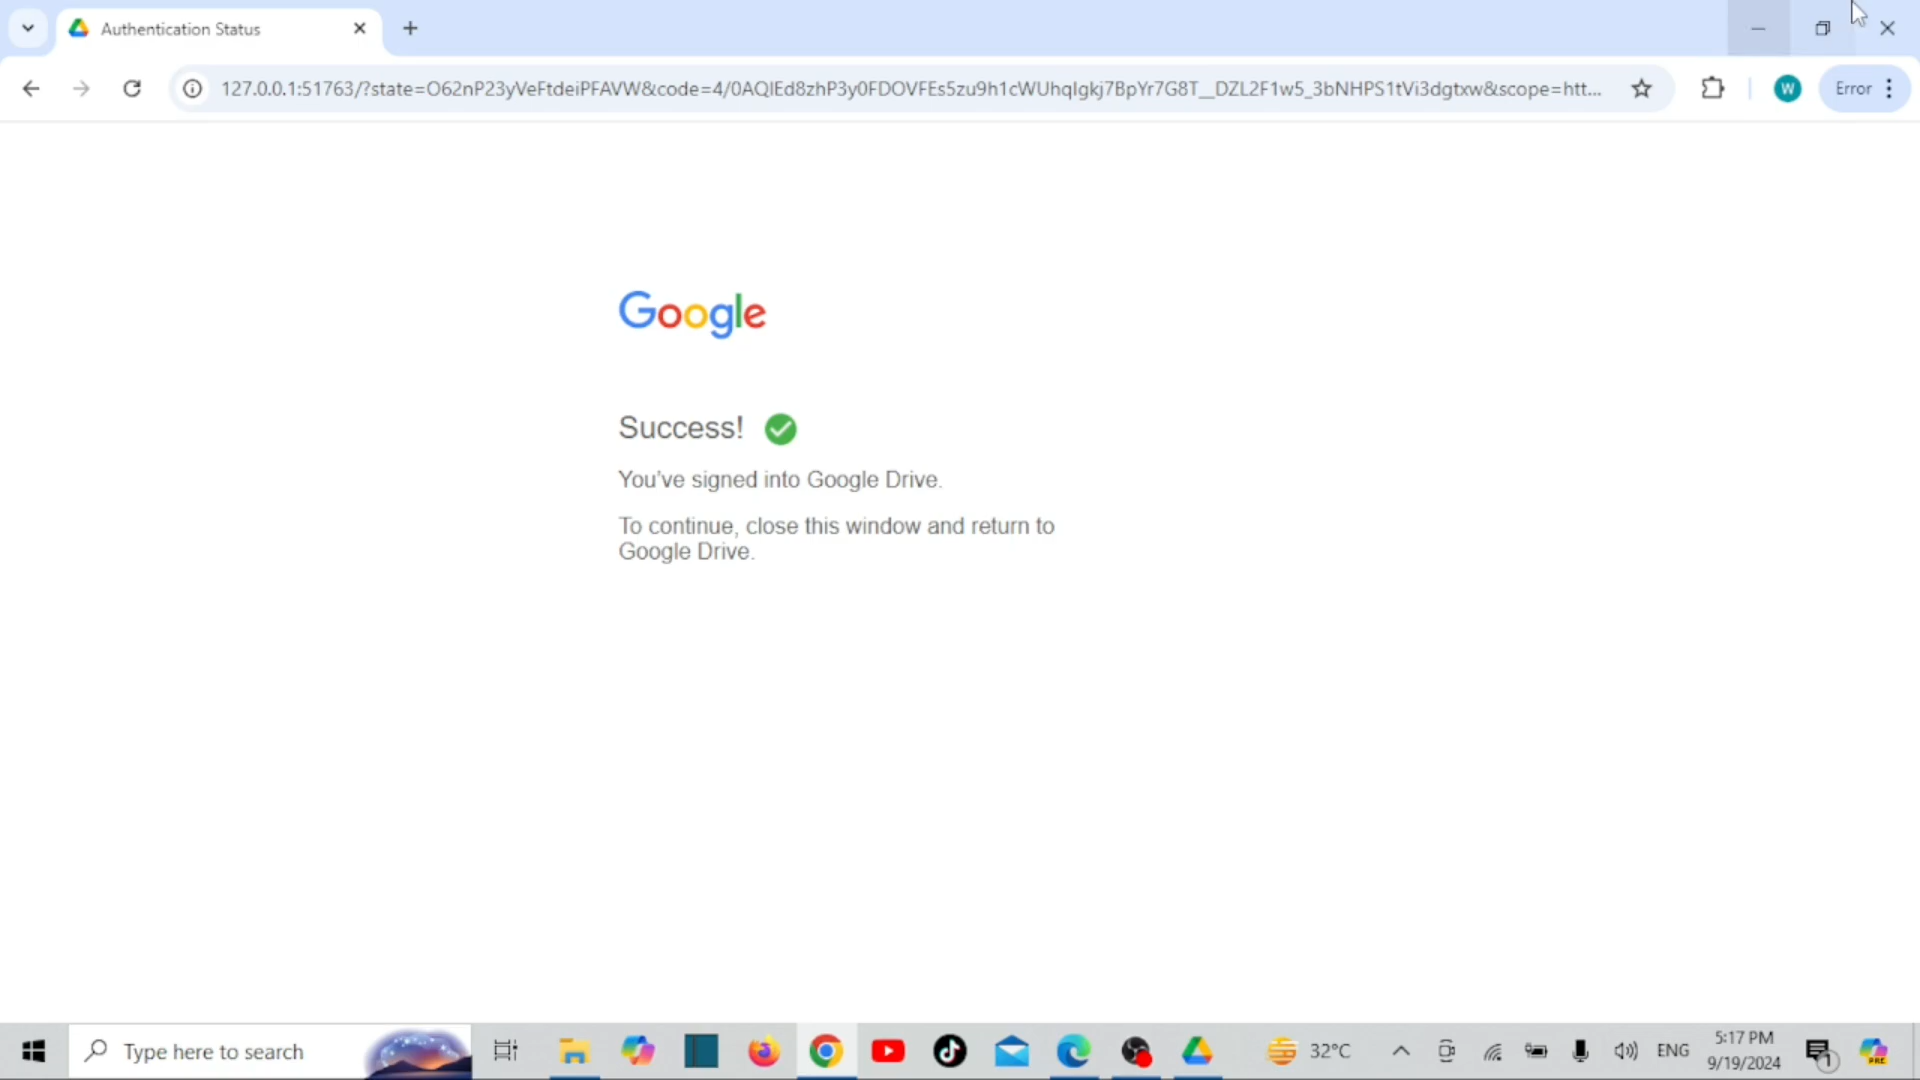 Authentication Status
127.0.0.1:51763/?state=O62nP23yVeFtdeiPFAVW&code=4/0AQlEd8zhP3y0FDOVFEs5zu9h1cWUhqlgkj7BpYr7G8T__DZL2F1w5_3bNHPS1tVi3dgtxw&scope=htt...
W
Error
Google
Success!
You've signed into Google Drive.
To continue, close this window and return to
Google Drive.
Type here to search
32°C
ENG
5:17 PM
9/19/2024
1
PRE